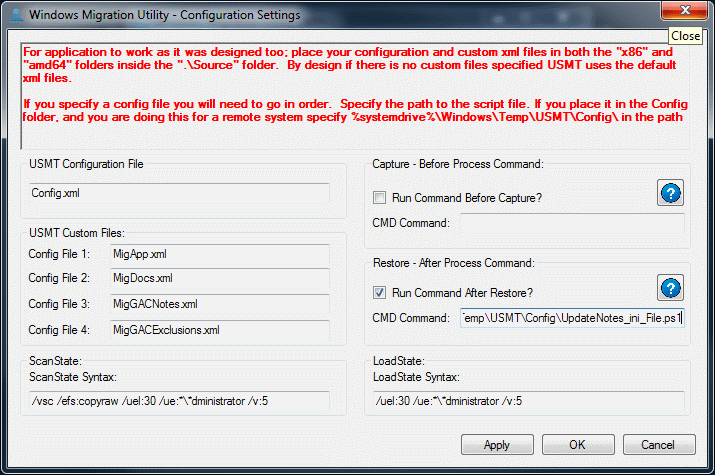 Windows Migration Utility - Configuration Settings
Close
For application to work as it was designed too; place your configuration and custom xml files in both the "x86" and
"amd64" folders inside the ".\Source" folder. By design if there is no custom files specified USMT uses the default
xml files.
If you specify a config file you will need to go in order. Specify the path to the script file. If you place it in the Config
folder, and you are doing this for a remote system specify %systemdrive%\Windows\Temp\USMT\Config\ in the path
USMT Configuration File
Config.xml
USMT Custom Files:
Config File 1: MigApp.xml
Config File 2: MigDocs.xml
Config File 3: MigGACNotes.xml
Config File 4: MigGACExclusions.xml
ScanState:
ScanState Syntax:
/vsc /efs:copyraw /uel:30 /ue:*\*dministrator /v:5
Capture - Before Process Command:
Run Command Before Capture?
?
CMD Command:
Restore - After Process Command:
Run Command After Restore?
?
CMD Command: Temp\USMT\Config\UpdateNotes_ini_File.ps1
LoadState:
LoadState Syntax:
/uel:30 /ue:*\*dministrator /v:5
Apply OK Cancel